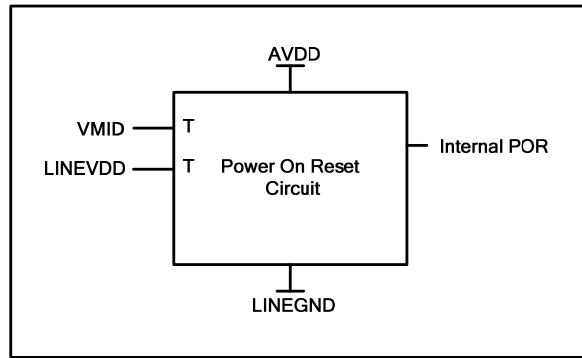 AVDD
VMID
T
LINEVDD
T
Power On Reset
Circuit
Internal POR
LINEGND